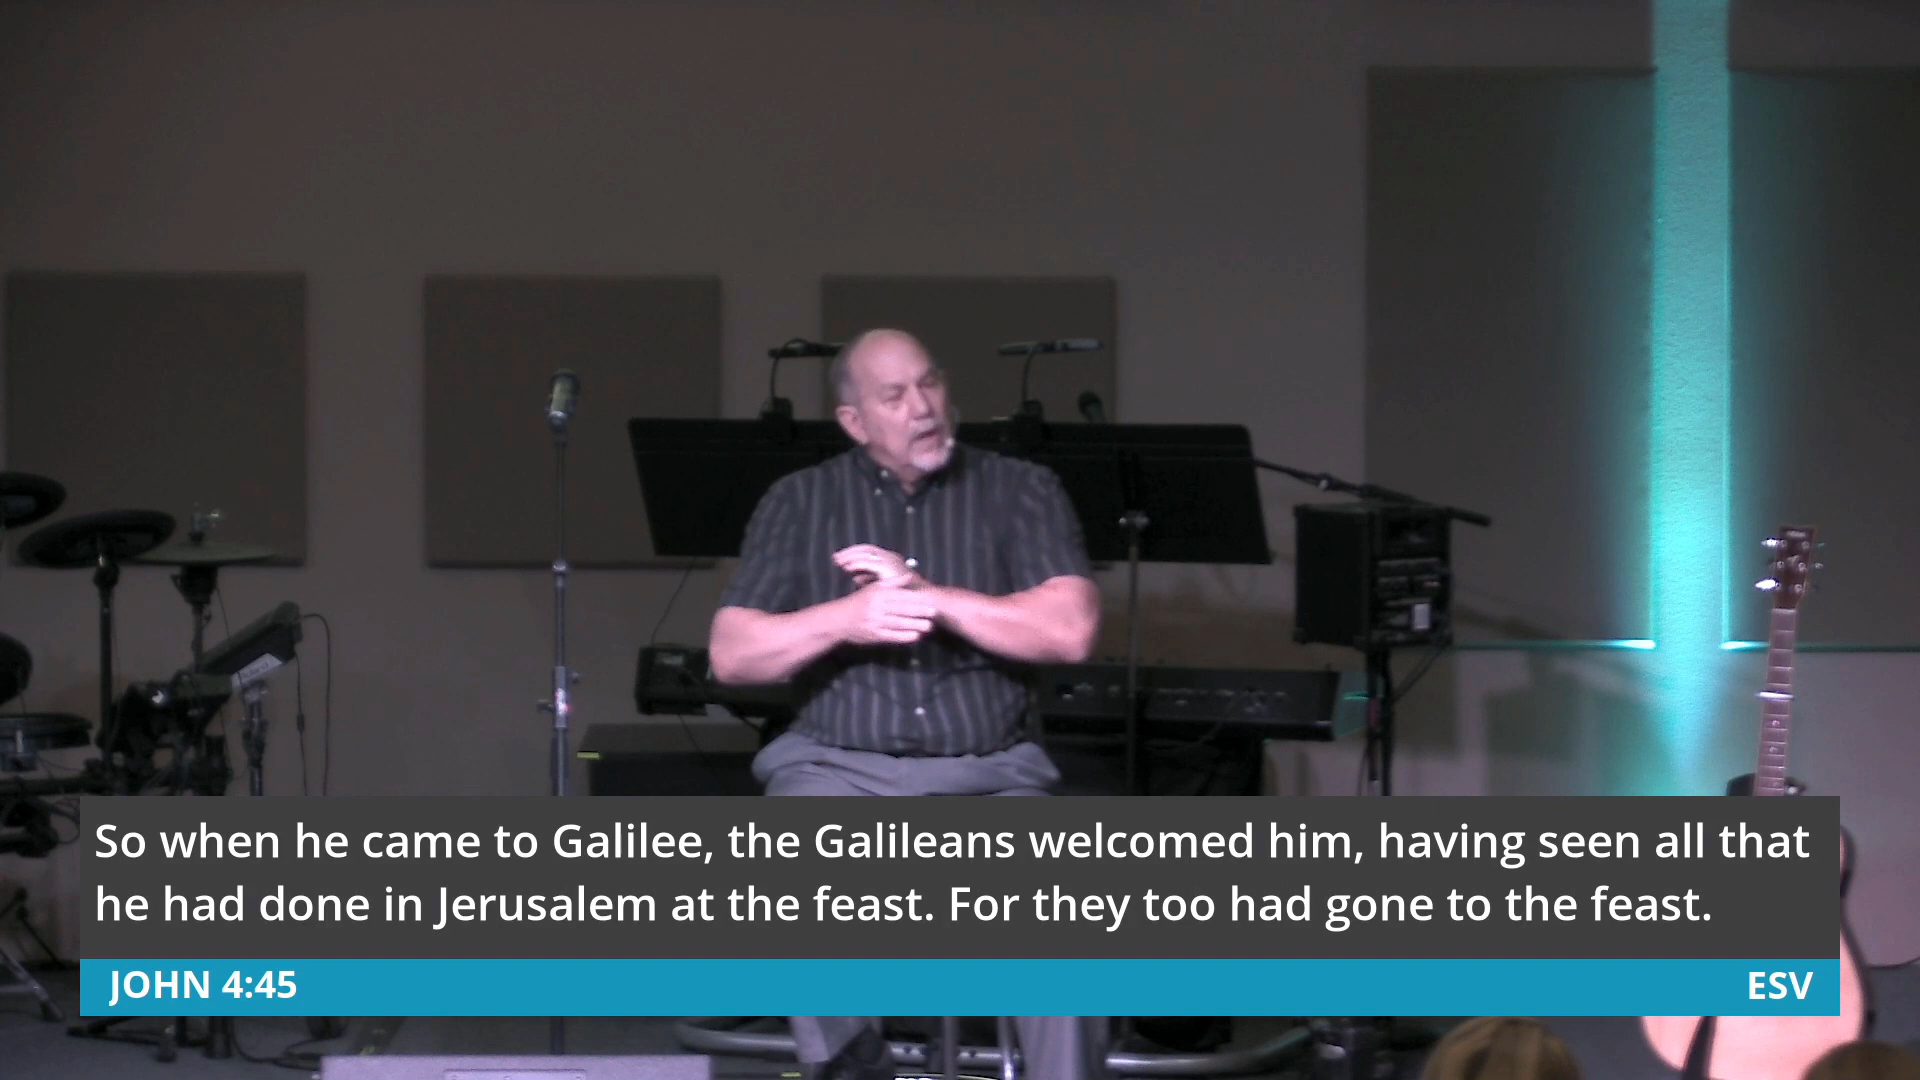 So when he came to Galilee, the Galileans welcomed him, having seen all that
he had done in Jerusalem at the feast. For they too had gone to the feast.
JOHN 4:45
ESV
Roland